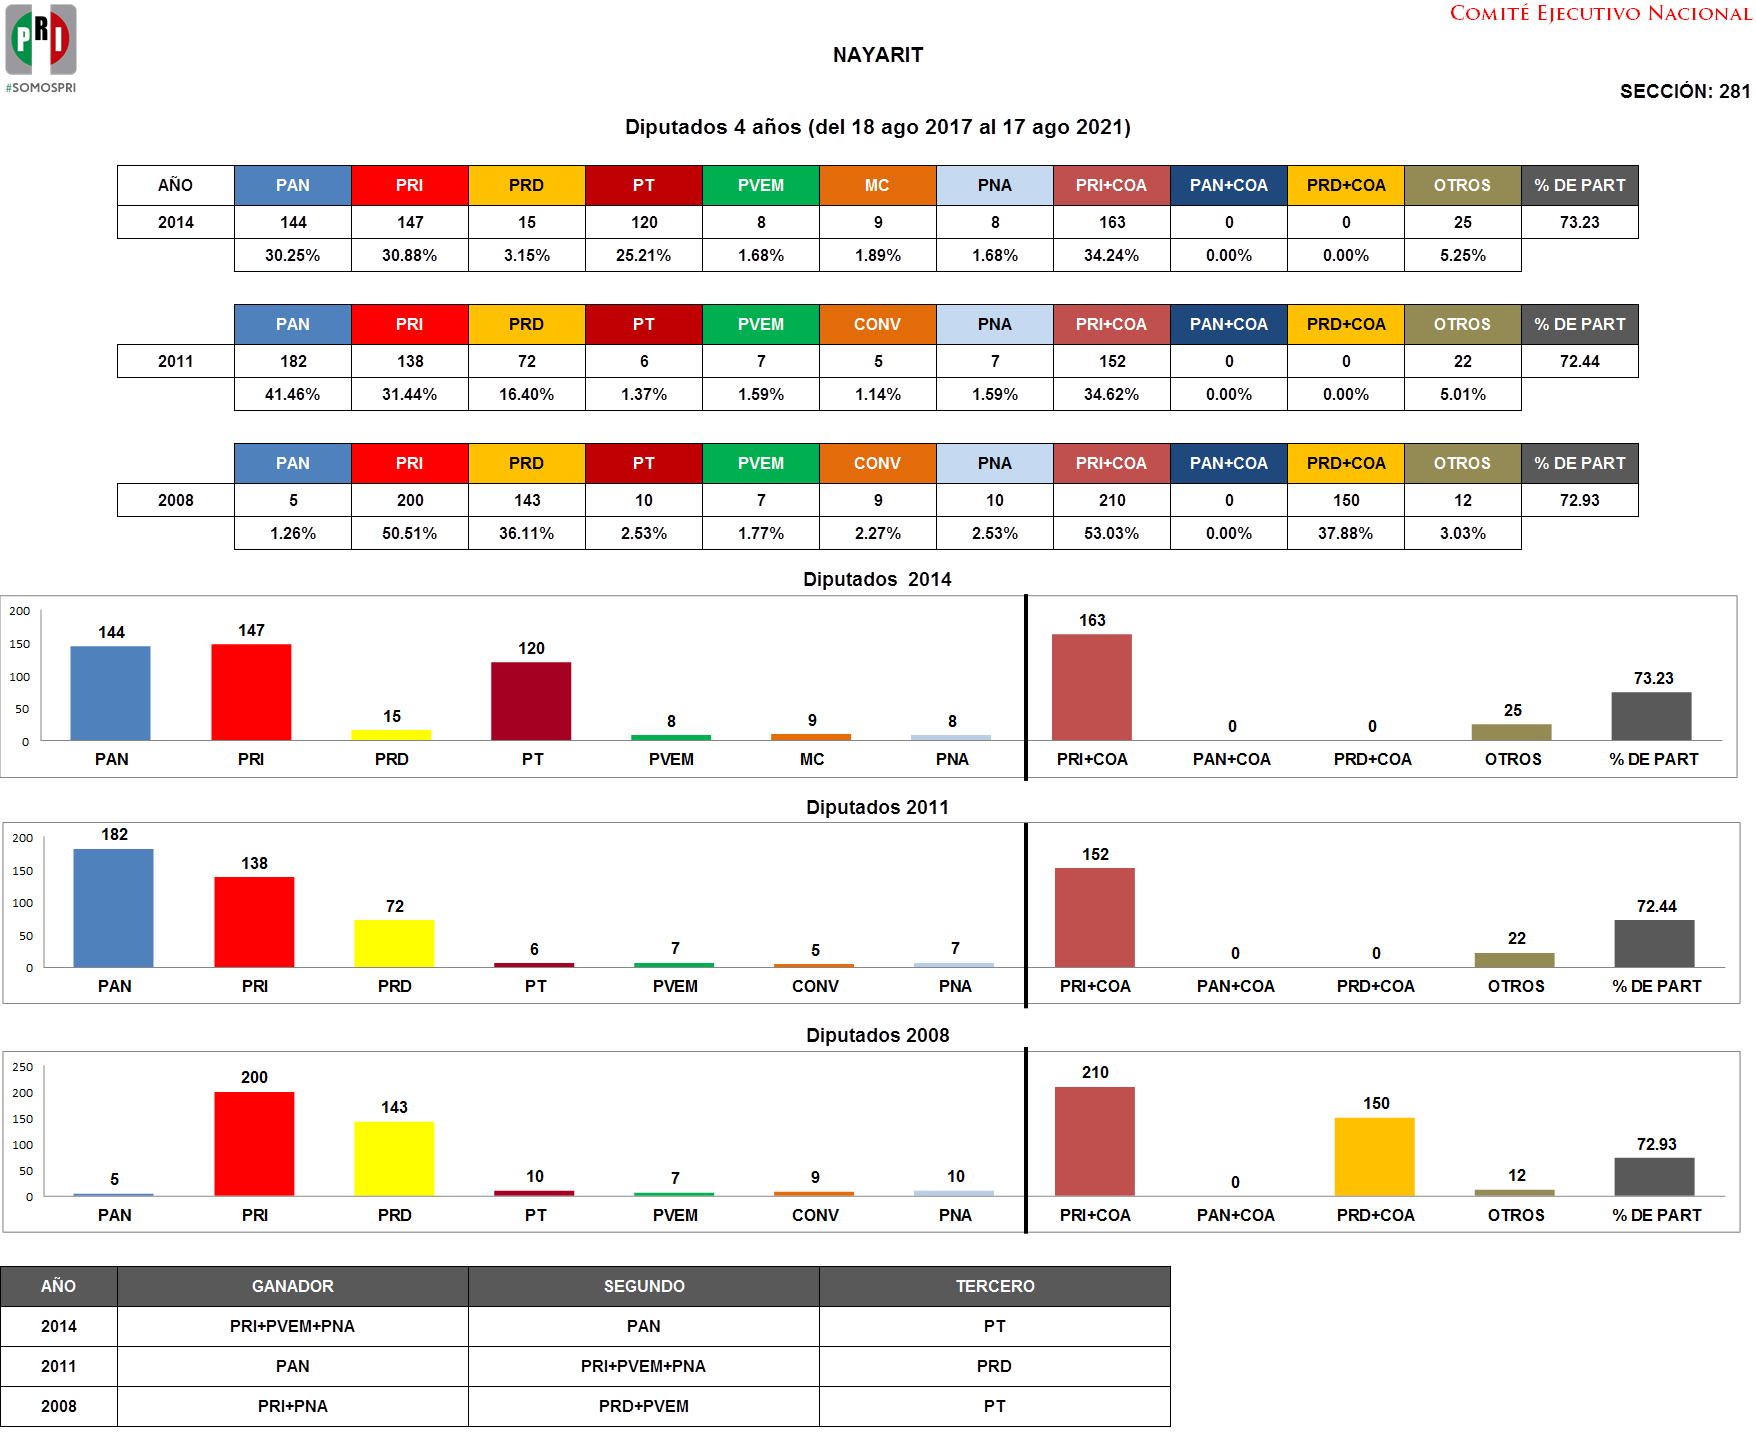 PRI
#SOMOSPRI
COMITÉ EJECUTIVO NACIONAL
NAYARIT
SECCIÓN: 281
Diputados 4 años (del 18 ago 2017 al 17 ago 2021)
AÑO PAN PRI PRD PT PVEM MC PNA PRI+COA PAN+COA PRD+COA OTROS % DE PART
2014 144 147 15 120 8 9 8 163 0 0 25 73.23
30.25% 30.88% 3.15% 25.21% 1.68% 1.89% 1.68% 34.24% 0.00% 0.00% 5.25%
PAN PRI PRD PT PVEM CONV PNA PRI+COA PAN+COA PRD+COA OTROS % DE PART
2011 182 138 72 6 7 5 7 152 0 0 22 72.44
41.46% 31.44% 16.40% 1.37% 1.59% 1.14% 1.59% 34.62% 0.00% 0.00% 5.01%
PAN PRI PRD PT PVEM CONV PNA PRI+COA PAN+COA PRD+COA OTROS % DE PART
2008 5 200 143 10 7 9 10 210 0 150 12 72.93
1.26% 50.51% 36.11% 2.53% 1.77% 2.27% 2.53% 53.03% 0.00% 37.88% 3.03%
Diputados 2014
200
150
100
50
0
144 147 15 120 8 9 8 163 0 0 25 73.23
PAN PRI PRD PT PVEM MC PNA PRI+COA PAN+COA PRD+COA OTROS % DE PART
Diputados 2011
200
150
100
50
0
182 138 72 6 7 5 7 152 0 0 22 72.44
PAN PRI PRD PT PVEM CONV PNA PRI+COA PAN+COA PRD+COA OTROS % DE PART
Diputados 2008
250
200
150
100
50
0
5 200 143 10 7 9 10 210 0 150 12 72.93
PAN PRI PRD PT PVEM CONV PNA PRI+COA PAN+COA PRD+COA OTROS % DE PART
AÑO GANADOR SEGUNDO TERCERO
2014 PRI+PVEM+PNA PAN PT
2011 PAN PRI+PVEM+PNA PRD
2008 PRI+PNA PRD+PVEM PT